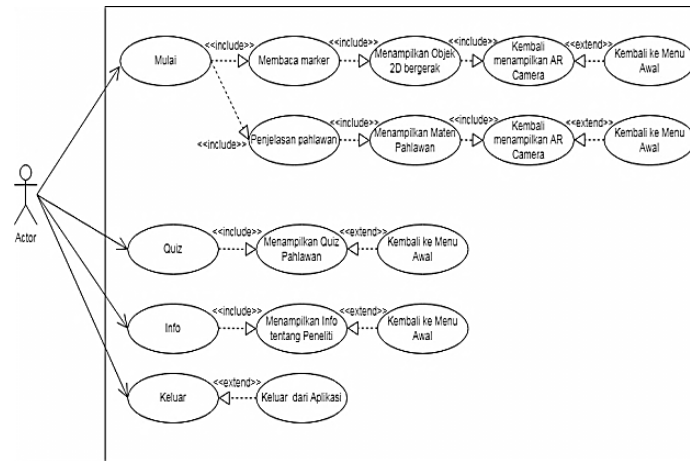 <<include>>
<<include>>
<<include>>
<<extend>>
Mulai
Membaca marker
Menampilkan Objek
2D bergerak
Kembali
menampilkan AR
Camera
Kembali ke Menu
Awal
<<include>>
<<include>>
<<include>>
<<extend>>
Penjelasan pahlawan
Menampilkan Materi
Pahlawan
Kembali
menampilkan AR
Camera
Kembali ke Menu
Awal
Actor
<<include>>
<<extend>>
Quiz
Menampilkan Quiz
Pahlawan
Kembali ke Menu
Awal
<<include>>
<<extend>>
Info
Menampilkan Info
tentang Peneliti
Kembali ke Menu
Awal
<<extend>>
Keluar
Keluar dari Aplikasi